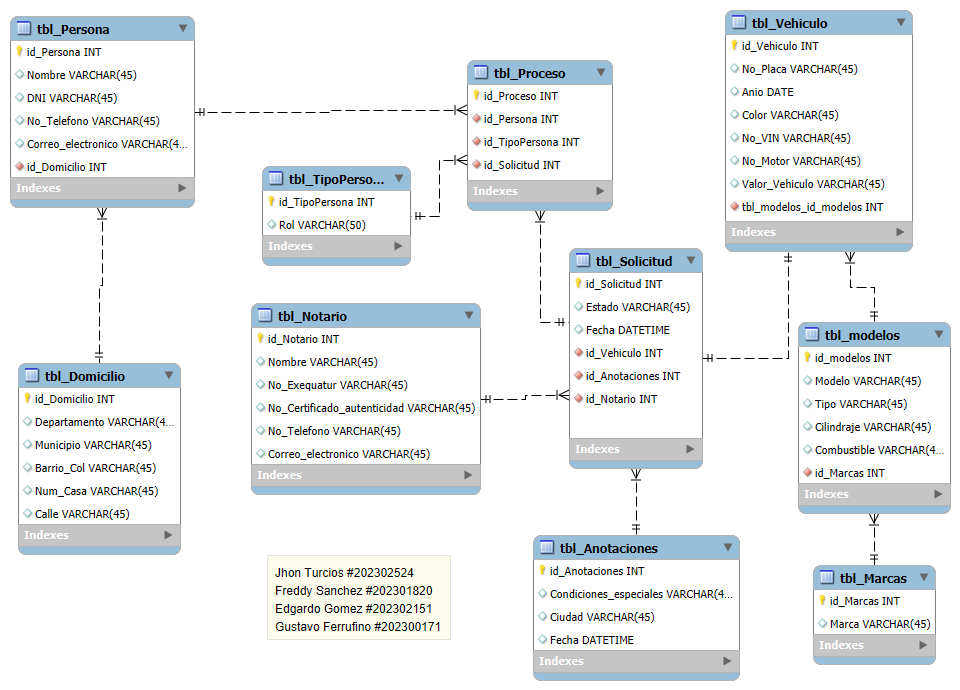 tbl_Persona
id_Persona INT
Nombre VARCHAR(45)
DNI VARCHAR(45)
No_Telefono VARCHAR(45)
Correo_electronico VARCHAR(4...
id_Domicilio INT
Indexes
tbl_Proceso
id_Proceso INT
id_Persona INT
id_TipoPersona INT
id_Solicitud INT
Indexes
tbl_Vehiculo
id_Vehiculo INT
No_Placa VARCHAR(45)
Anio DATE
Color VARCHAR(45)
No_VIN VARCHAR(45)
No_Motor VARCHAR(45)
Valor_Vehiculo VARCHAR(45)
tbl_modelos_id_modelos INT
Indexes
tbl_TipoPerso...
id_TipoPersona INT
Rol VARCHAR(50)
Indexes
tbl_Solicitud
id_Solicitud INT
Estado VARCHAR(45)
Fecha DATETIME
id_Vehiculo INT
id_Anotaciones INT
id_Notario INT
Indexes
tbl_Notario
id_Notario INT
Nombre VARCHAR(45)
No_Exequatur VARCHAR(45)
No_Certificado_autenticidad VARCHAR(45)
No_Telefono VARCHAR(45)
Correo_electronico VARCHAR(45)
Indexes
tbl_modelos
id_modelos INT
Modelo VARCHAR(45)
Tipo VARCHAR(45)
Cilindraje VARCHAR(45)
Combustible VARCHAR(4...
id_Marcas INT
Indexes
tbl_Domicilio
id_Domicilio INT
Departamento VARCHAR(4...
Municipio VARCHAR(45)
Barrio_Col VARCHAR(45)
Num_Casa VARCHAR(45)
Calle VARCHAR(45)
Indexes
tbl_Anotaciones
id_Anotaciones INT
Condiciones_especiales VARCHAR(4...
Ciudad VARCHAR(45)
Fecha DATETIME
Indexes
tbl_Marcas
id_Marcas INT
Marca VARCHAR(45)
Indexes
Jhon Turcios #202302524
Freddy Sanchez #202301820
Edgardo Gomez #202302151
Gustavo Ferrufino #202300171